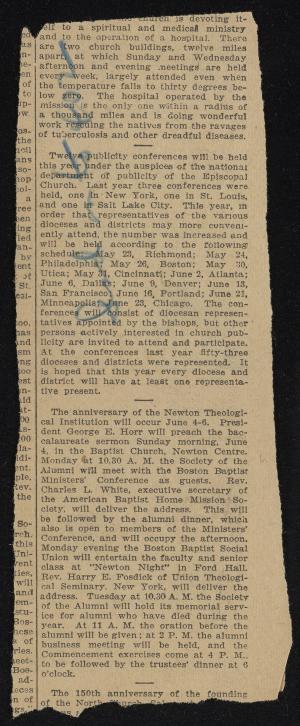 church is devoting it-
self to a spiritual and medical ministry
and to the operation of a hospital. There
are two church buildings, twelve miles
apart, in which Sunday and Wednesday
afternoon and evening meetings are held
every week, largely attended even when
the temperature falls to thirty degrees be-
low zero. The hospital operated by the
mission is the only one within a radius of
a thousand miles and is doing wonderful
work rescuing the natives from the ravages
of tuberculosis and other dreadful diseases.
Twelve publicity conferences will be held
this year under the auspices of the national
department of publicity of the Episcopal
Church. Last year three conferences were
held, one in New York, one in St. Louis,
and one in Salt Lake City. This year, in
order that representatives of the various
dioceses and districts may more conveni-
ently attend, the number was increased and
will be held according to the following
schedule: May 23, Richmond; May 24,
Philadelphia; May 26, Boston; May 30,
Utica; May 31, Cincinnati; June 2, Atlanta;
June 6, Dallas; June 9, Denver; June 13,
San Francisco; June 16, Portland; June 21,
Minneapolis; June 23, Chicago. The con-
ferences will consist of diocesan represen-
tatives appointed by the bishops, but other
persons actively interested in church pub-
licity are invited to attend and participate.
At the conferences last year fifty-three
dioceses and districts were represented. It
is hoped that this year every diocese and
district will have at least one representa-
tive present.
The anniversary of the Newton Theologi-
cal Institution will occur June 4-6. Presi-
dent George E. Horr will preach the bac-
calaureate sermon Sunday morning, June
4, in the Baptist Church, Newton Centre.
Monday at 10.30 A. M. the Society of the
Alumni will meet with the Boston Baptist
Ministers' Conference as guests. Rev.
Charles L. White, executive secretary of
the American Baptist Home Mission So-
ciety, will deliver the address. This will
be followed by the alumni dinner, which
also is open to members of the Ministers'
Conference, and will occupy the afternoon.
Monday evening the Boston Baptist Social
Union will entertain the faculty and senior
class at "Newton Night" in Ford Hall.
Rev. Harry E. Fosdick of Union Theologi-
cal Seminary, New York, will deliver the
address. Tuesday at 10.30 A. M. the Society
of the Alumni will hold its memorial serv-
ice for alumni who have died during the
year. At 11 A. M. the oration before the
alumni will be given; at 2 P. M. the alumni
business meeting will be held, and the
Commencement exercises come at 4 P. M.,
to be followed by the trustees' dinner at 6
o'clock.
The 150th anniversary of the founding
of the North Church